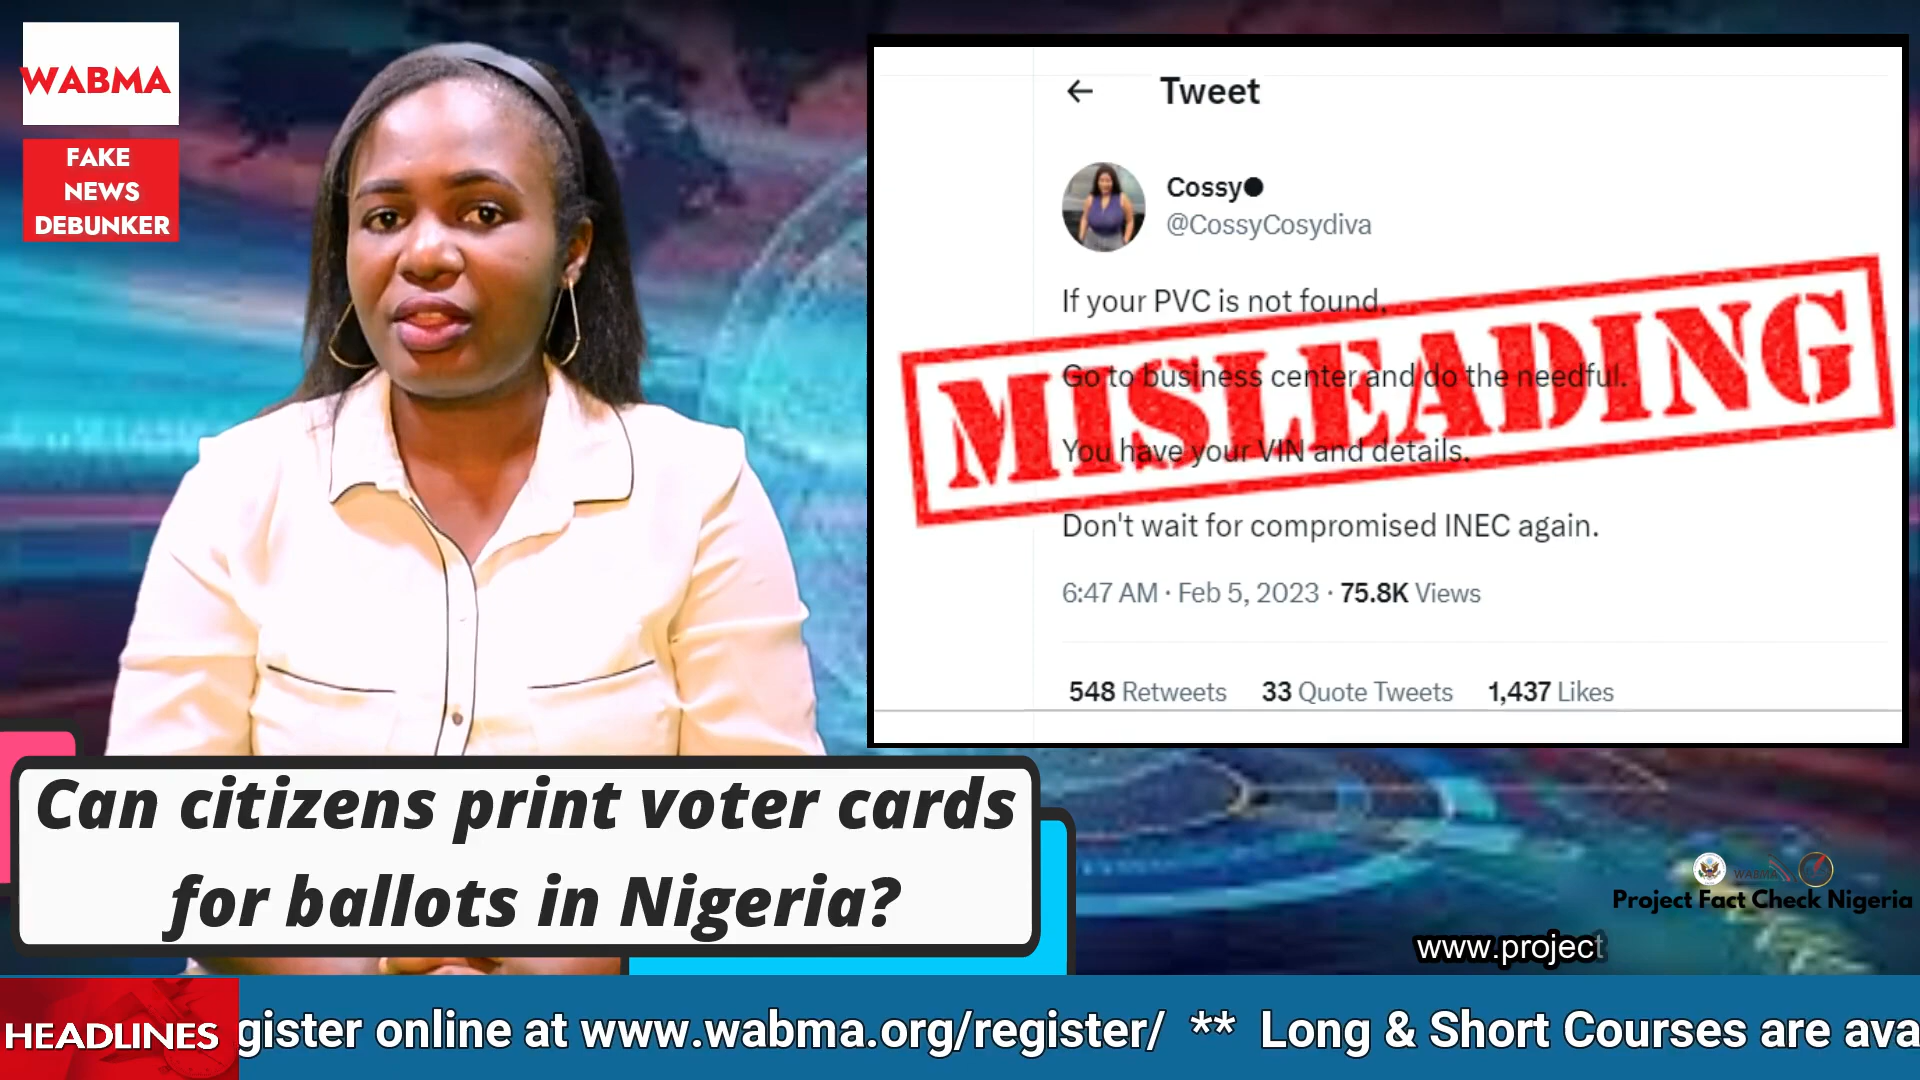 WABMA
FAKE
NEWS
DEBUNKER
Tweet
Cossy
@CossyCosydiva
If your PVC is not found,
Go to business center and do the needful.
You have your VIN and details.
Don't wait for compromised INEC again.
6:47 AM · Feb 5, 2023 · 75.8K Views
548 Retweets 33 Quote Tweets 1,437 Likes
MISLEADING
Can citizens print voter cards
for ballots in Nigeria?
WABMA
Project Fact Check Nigeria
www.project
HEADLINES
gister online at www.wabma.org/register/ ** Long & Short Courses are ava